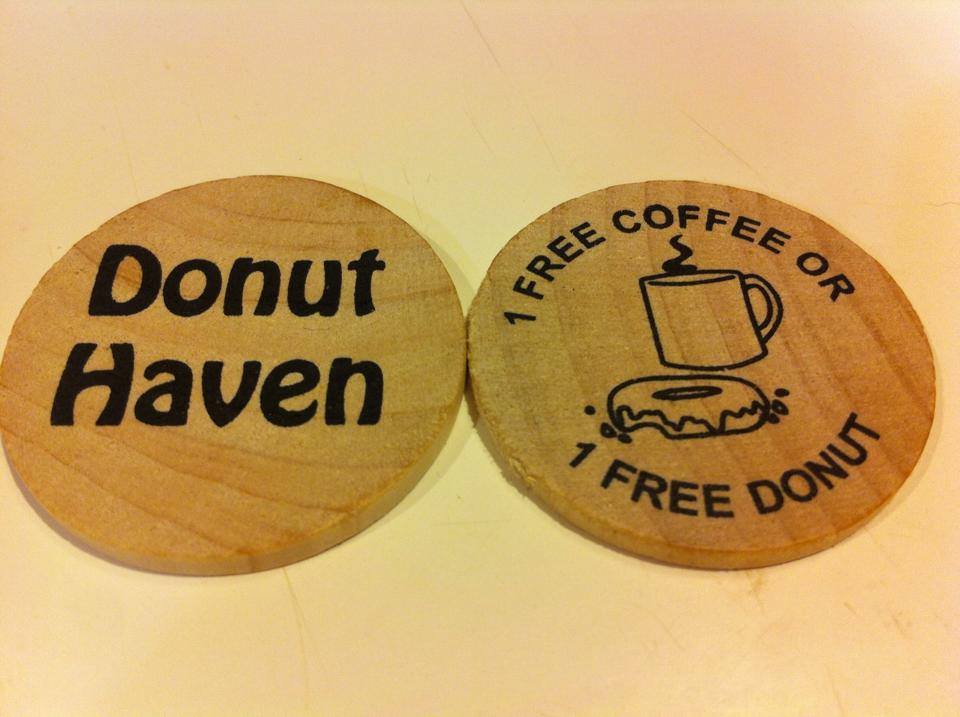 Donut
Haven
1 FREE COFFEE OR
1 FREE DONUT